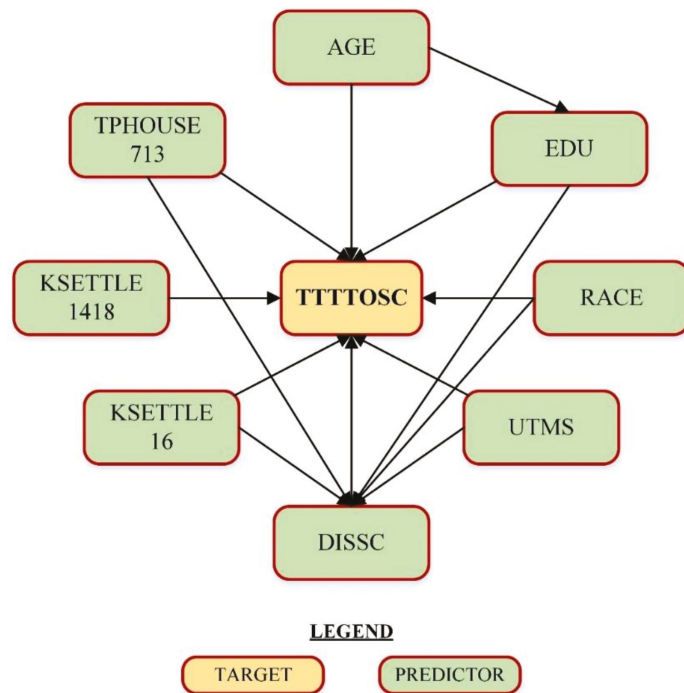 AGE
TPHOUSE
713
EDU
KSETTLE
1418
TTTTOSC
RACE
KSETTLE
16
UTMS
DISSC
LEGEND
TARGET
PREDICTOR